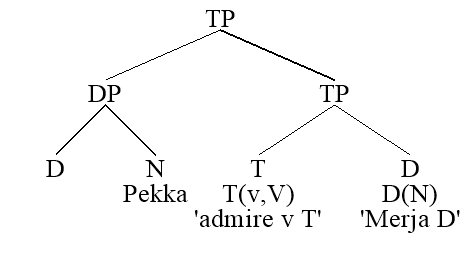 TP
DP TP
D N T D
Pekka T(v,V) D(N)
'admire v T' 'Merja D'